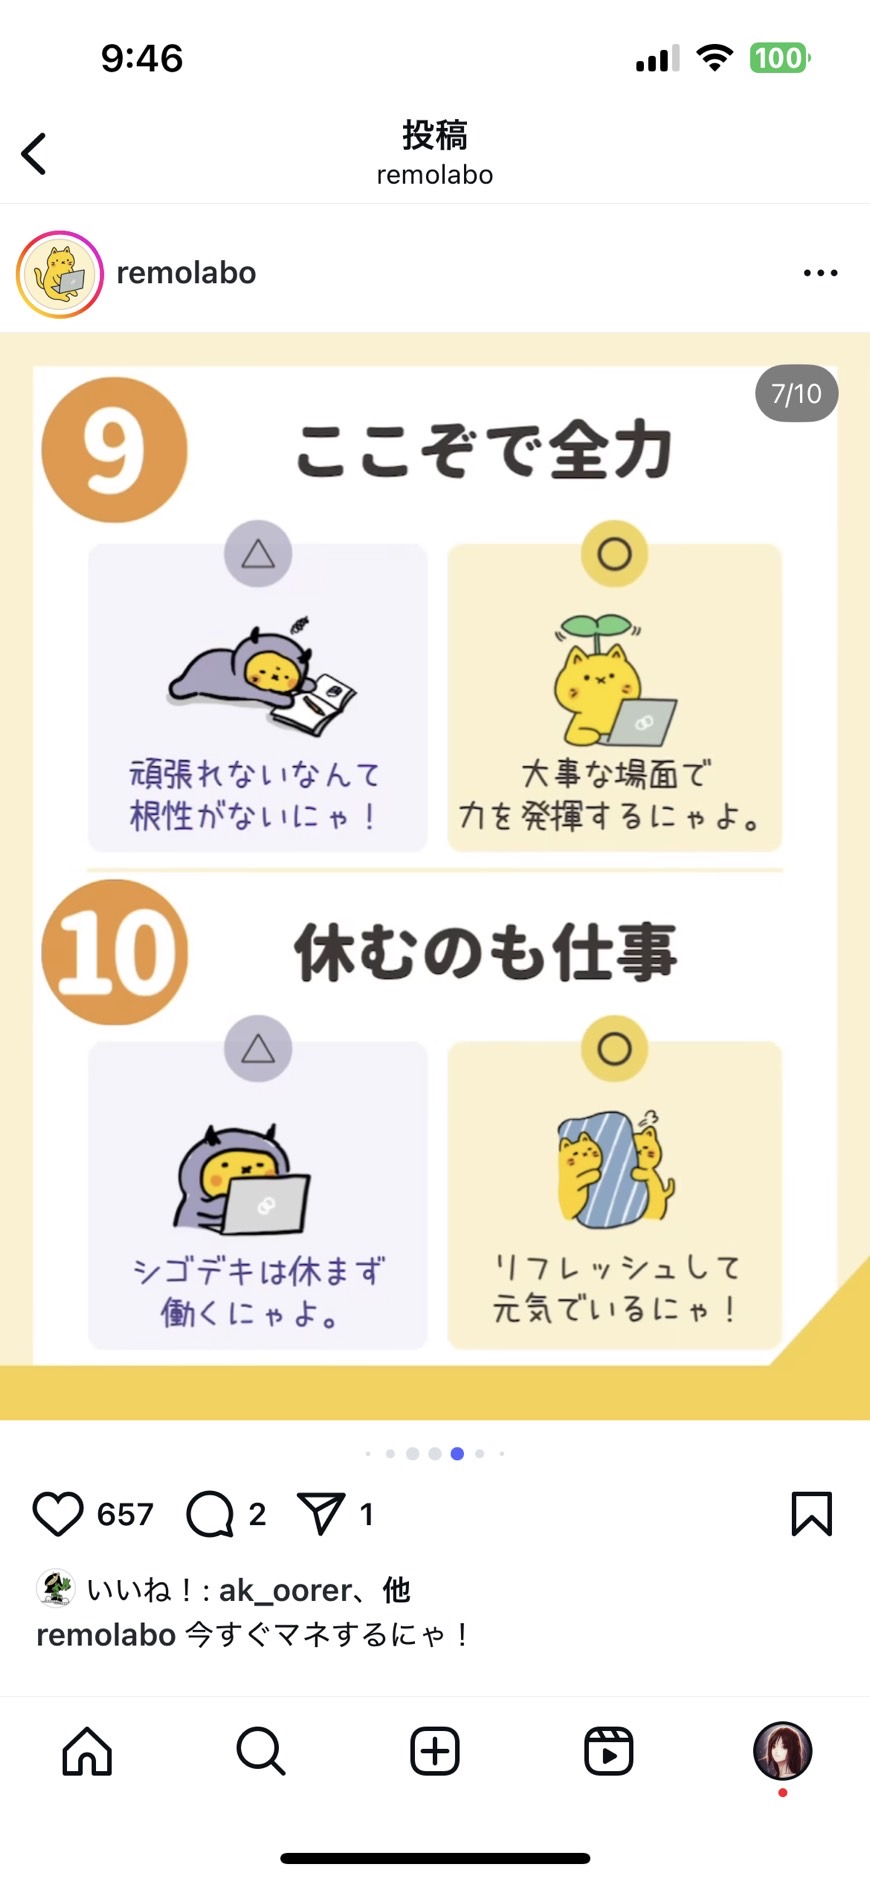 9:46
100
投稿
remolabo
remolabo
7/10
9
ここぞで全力
△
頑張れないなんて
根性がないにゃ！
○
大事な場面で
力を発揮するにゃよ。
10
休むのも仕事
△
シゴデキは休まず
働くにゃよ。
○
リフレッシュして
元気でいるにゃ！
657 2 1
いいね！: ak_oorer、他
remolabo 今すぐマネするにゃ！